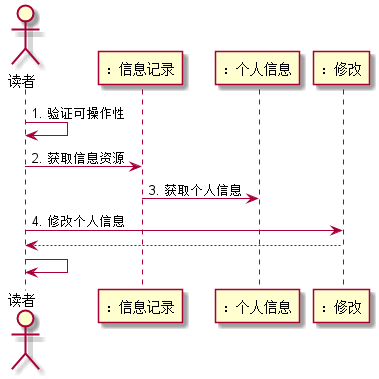 读者
: 信息记录
: 个人信息
: 修改
1. 验证可操作性
2. 获取信息资源
3. 获取个人信息
4. 修改个人信息
读者
: 信息记录
: 个人信息
: 修改